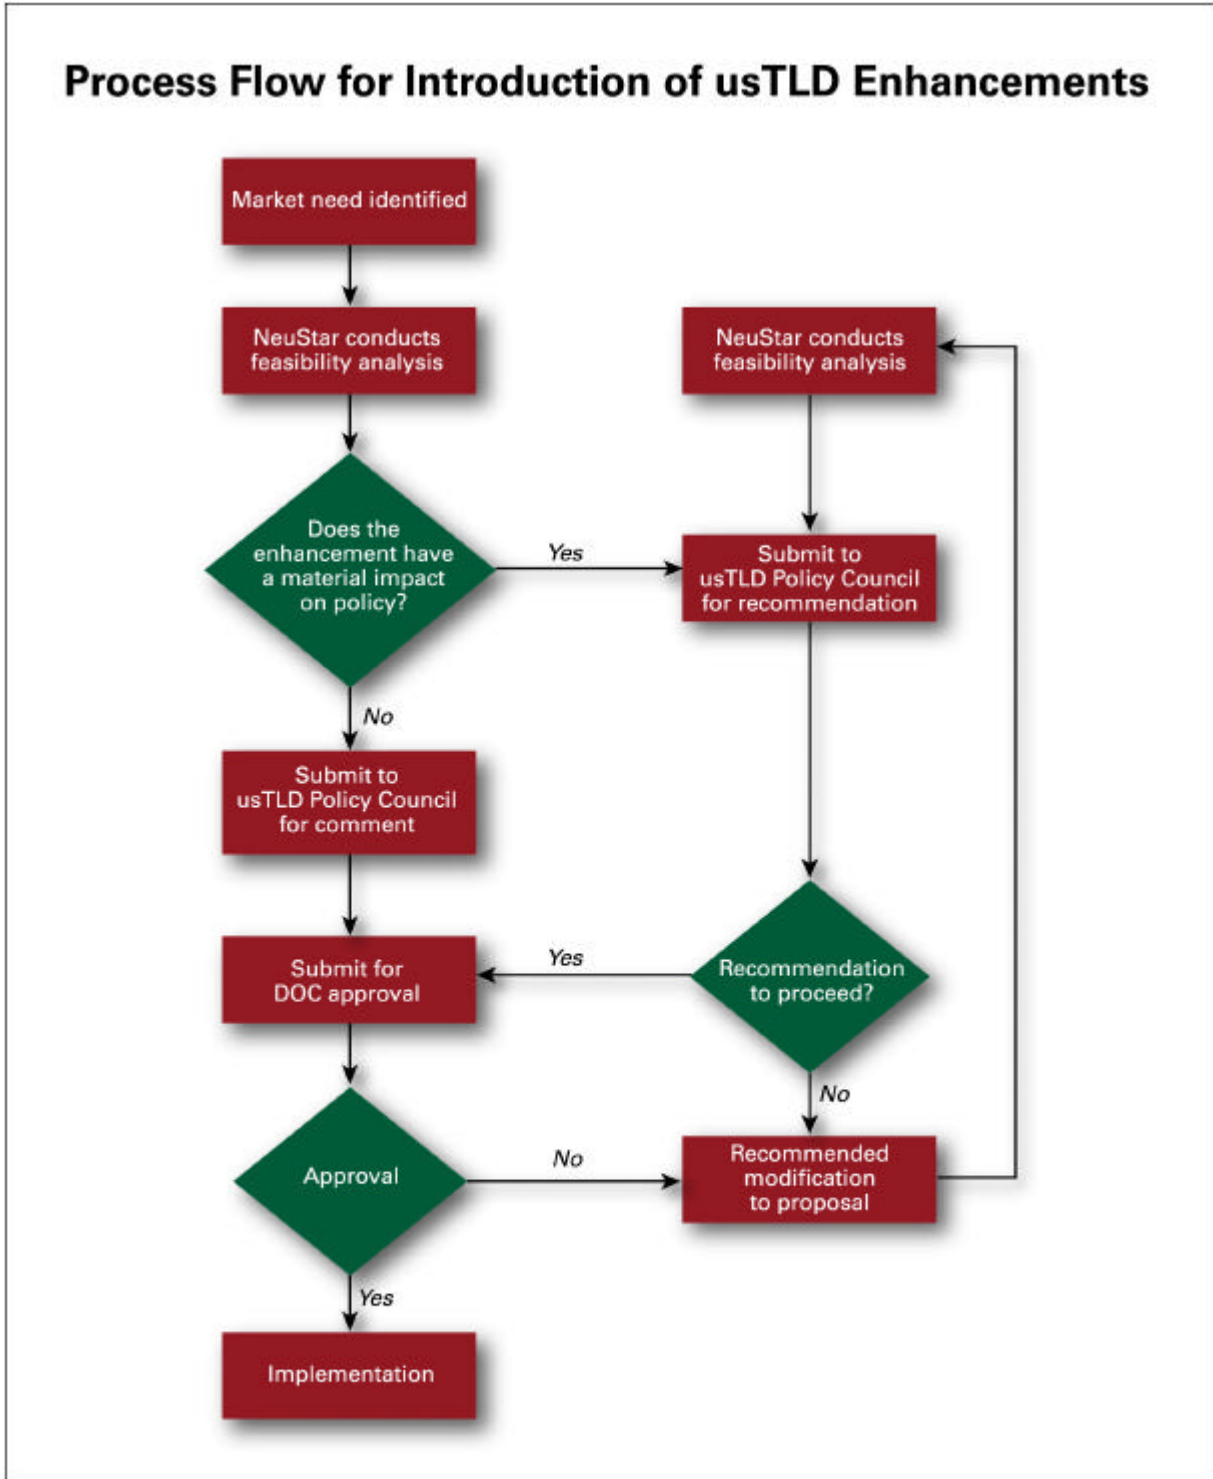 Process Flow for Introduction of usTLD Enhancements
Market need identified
NeuStar conducts
feasibility analysis
NeuStar conducts
feasibility analysis
Does the
enhancement have
a material impact
on policy?
Yes
Submit to
usTLD Policy Council
for recommendation
No
Submit to
usTLD Policy Council
for comment
Submit for
DOC approval
Yes
Recommendation
to proceed?
No
Approval
No
Recommended
modification
to proposal
Yes
Implementation